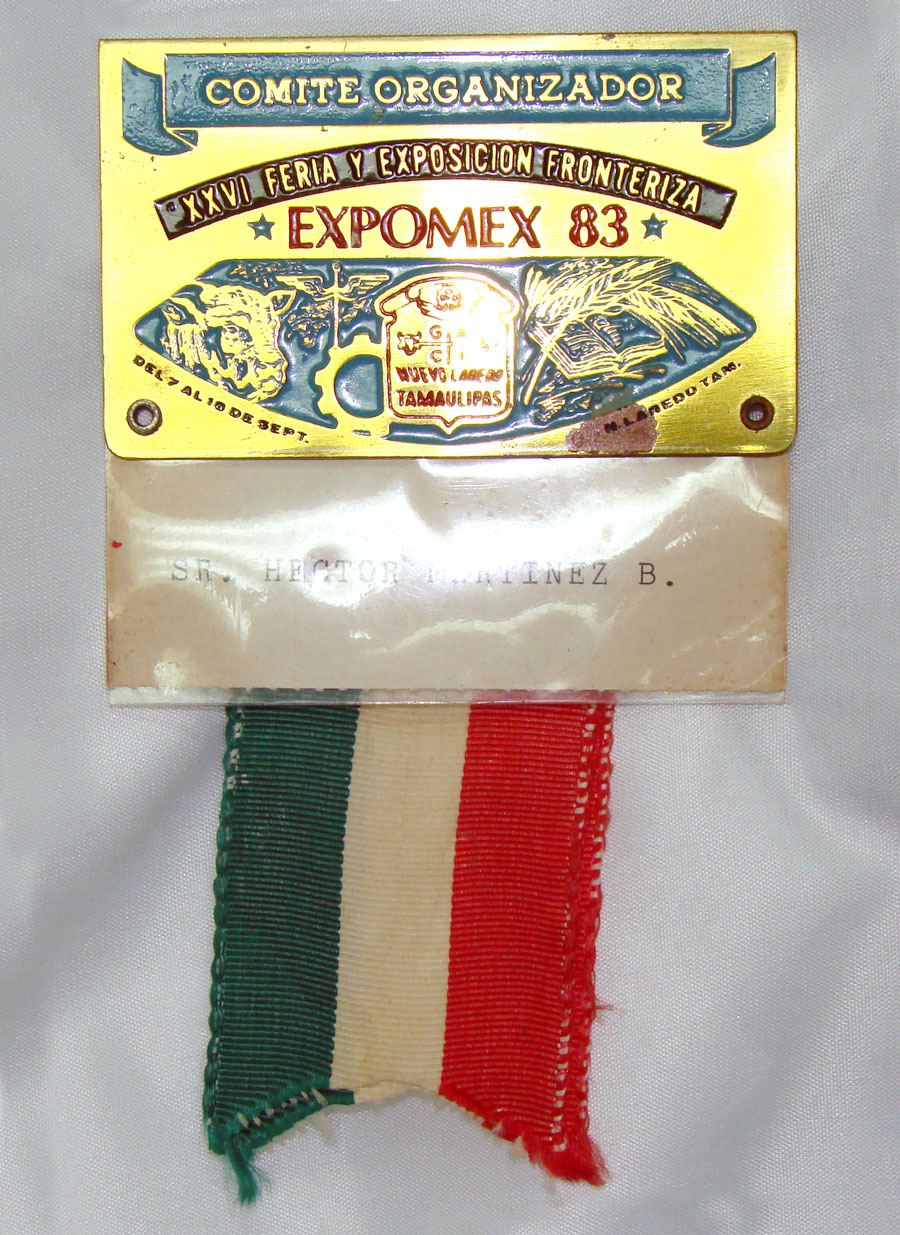 COMITE ORGANIZADOR
XXVI FERIA Y EXPOSICION FRONTERIZA
EXPOMEX 83
G A
C I
NUEVO LAREDO
TAMAULIPAS
DEL 7 AL 18 DE SEPT.
N. LAREDO TAM.
SR. HECTOR MARTINEZ B.